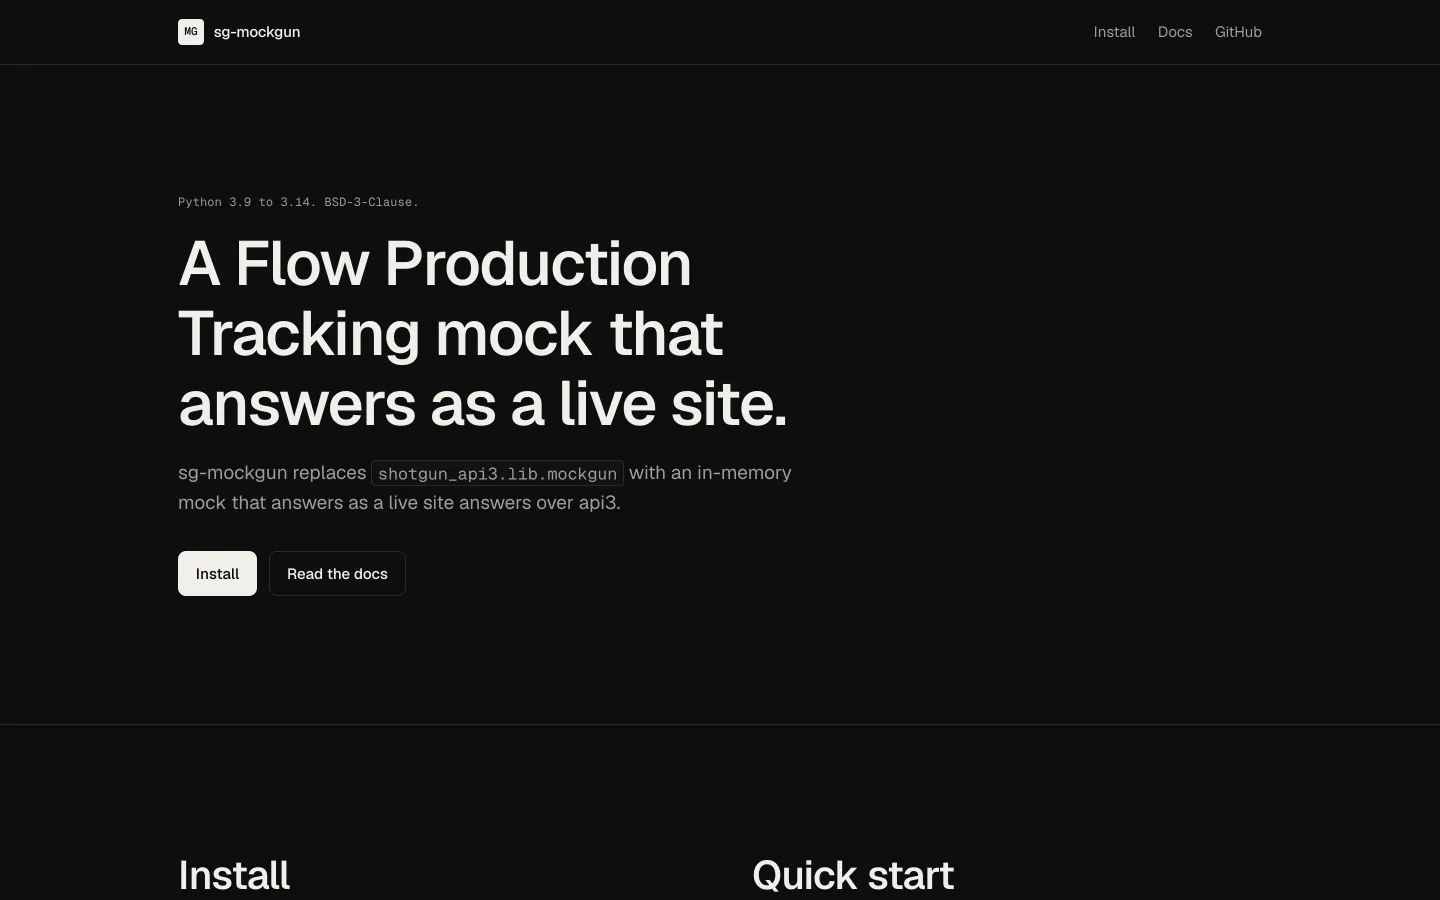 MG sg-mockgun Install Docs GitHub
Python 3.9 to 3.14. BSD-3-Clause.
A Flow Production
Tracking mock that
answers as a live site.
sg-mockgun replaces shotgun_api3.lib.mockgun with an in-memory
mock that answers as a live site answers over api3.
Install Read the docs
Install Quick start